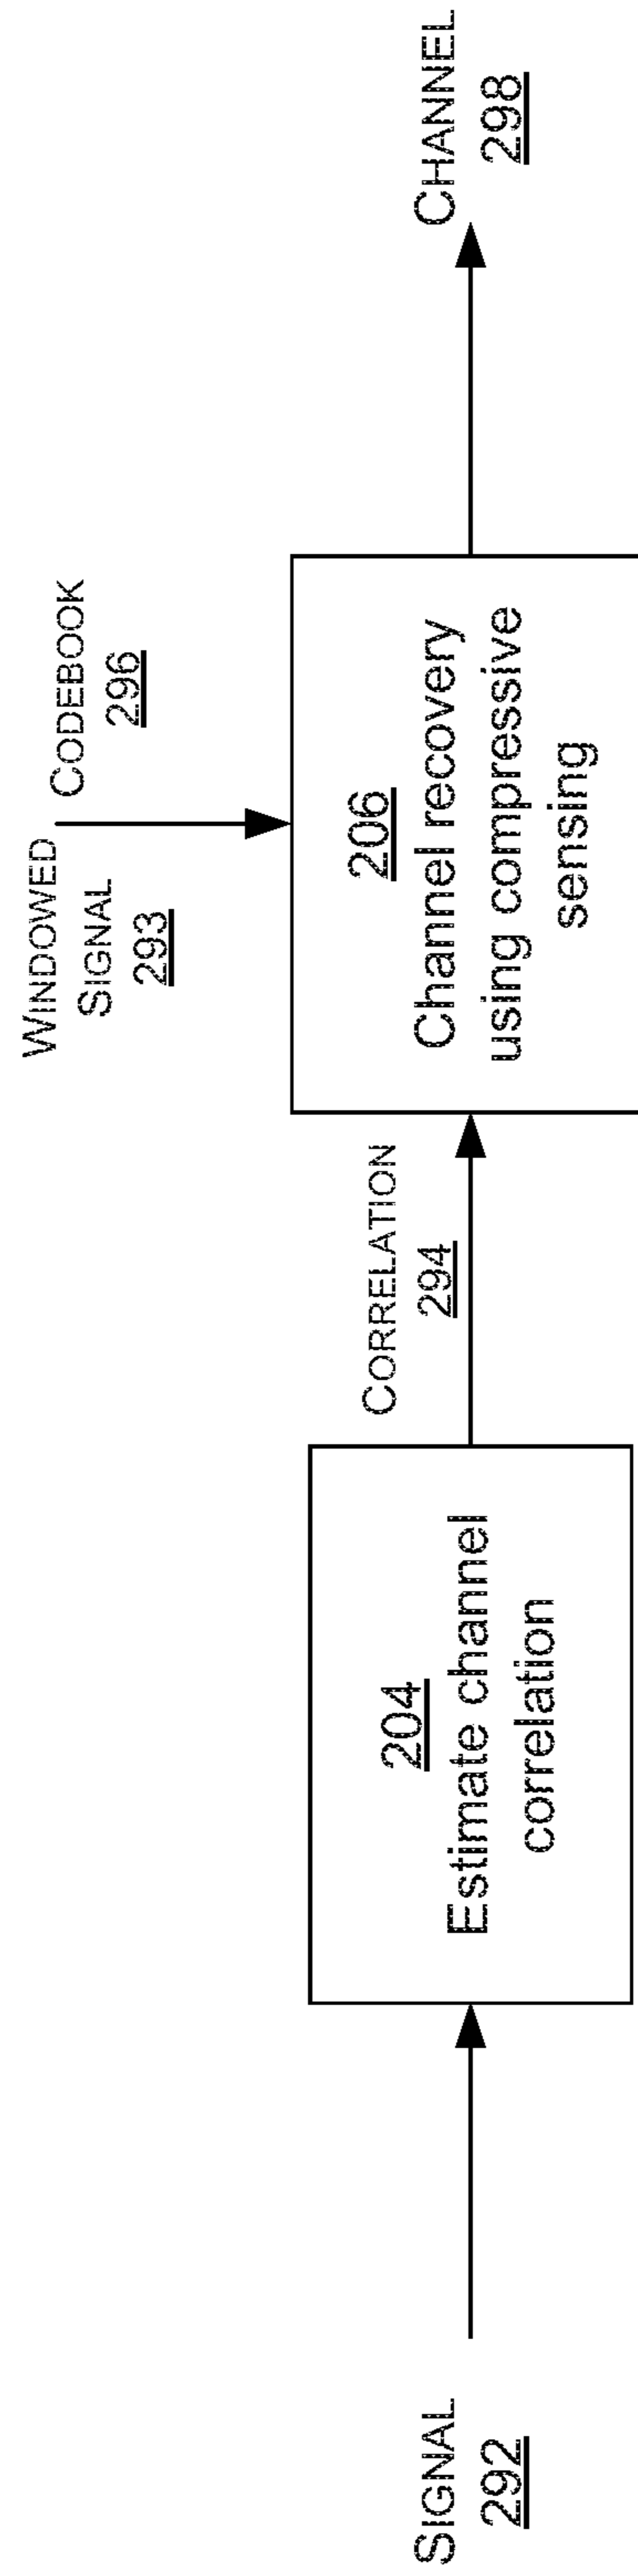 SIGNAL
292
204
Estimate channel
correlation
CORRELATION
294
WINDOWED
SIGNAL
293
CODEBOOK
296
206
Channel recovery
using compressive
sensing
CHANNEL
298